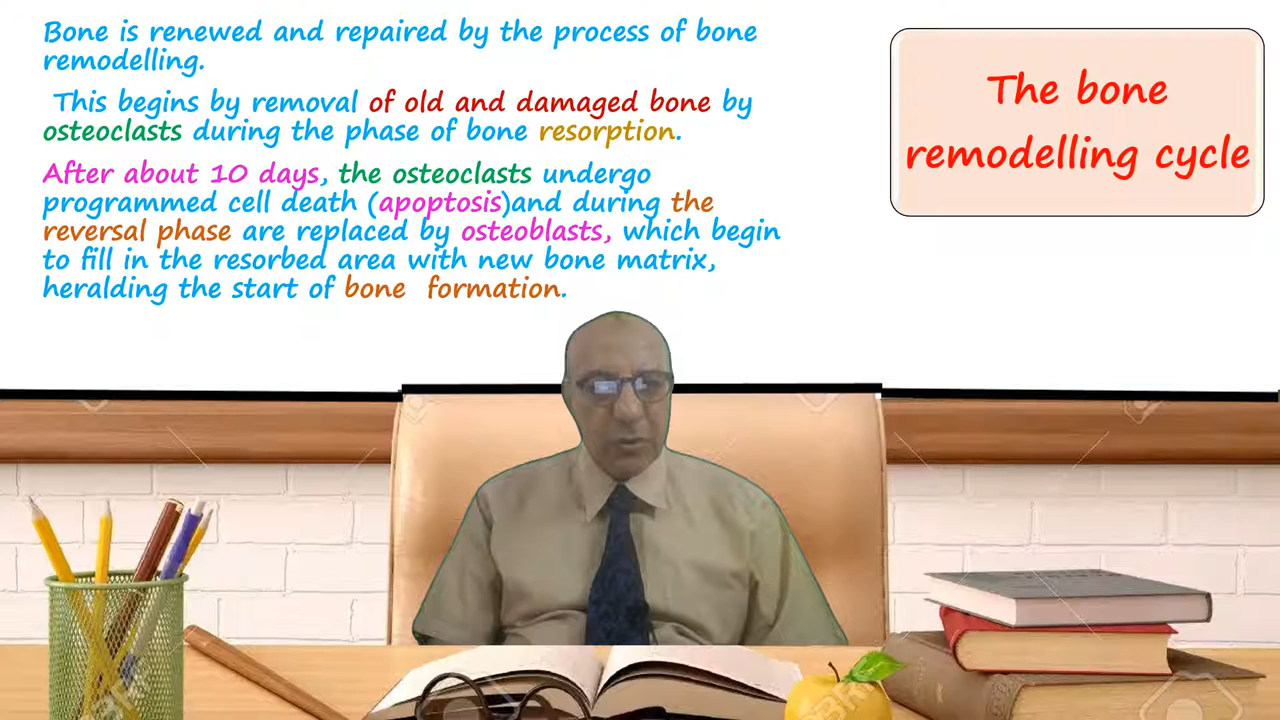 Bone is renewed and repaired by the process of bone
remodelling.
This begins by removal of old and damaged bone by
osteoclasts during the phase of bone resorption.
After about 10 days, the osteoclasts undergo
programmed cell death (apoptosis)and during the
reversal phase are replaced by osteoblasts, which begin
to fill in the resorbed area with new bone matrix,
heralding the start of bone formation.
The bone
remodelling cycle